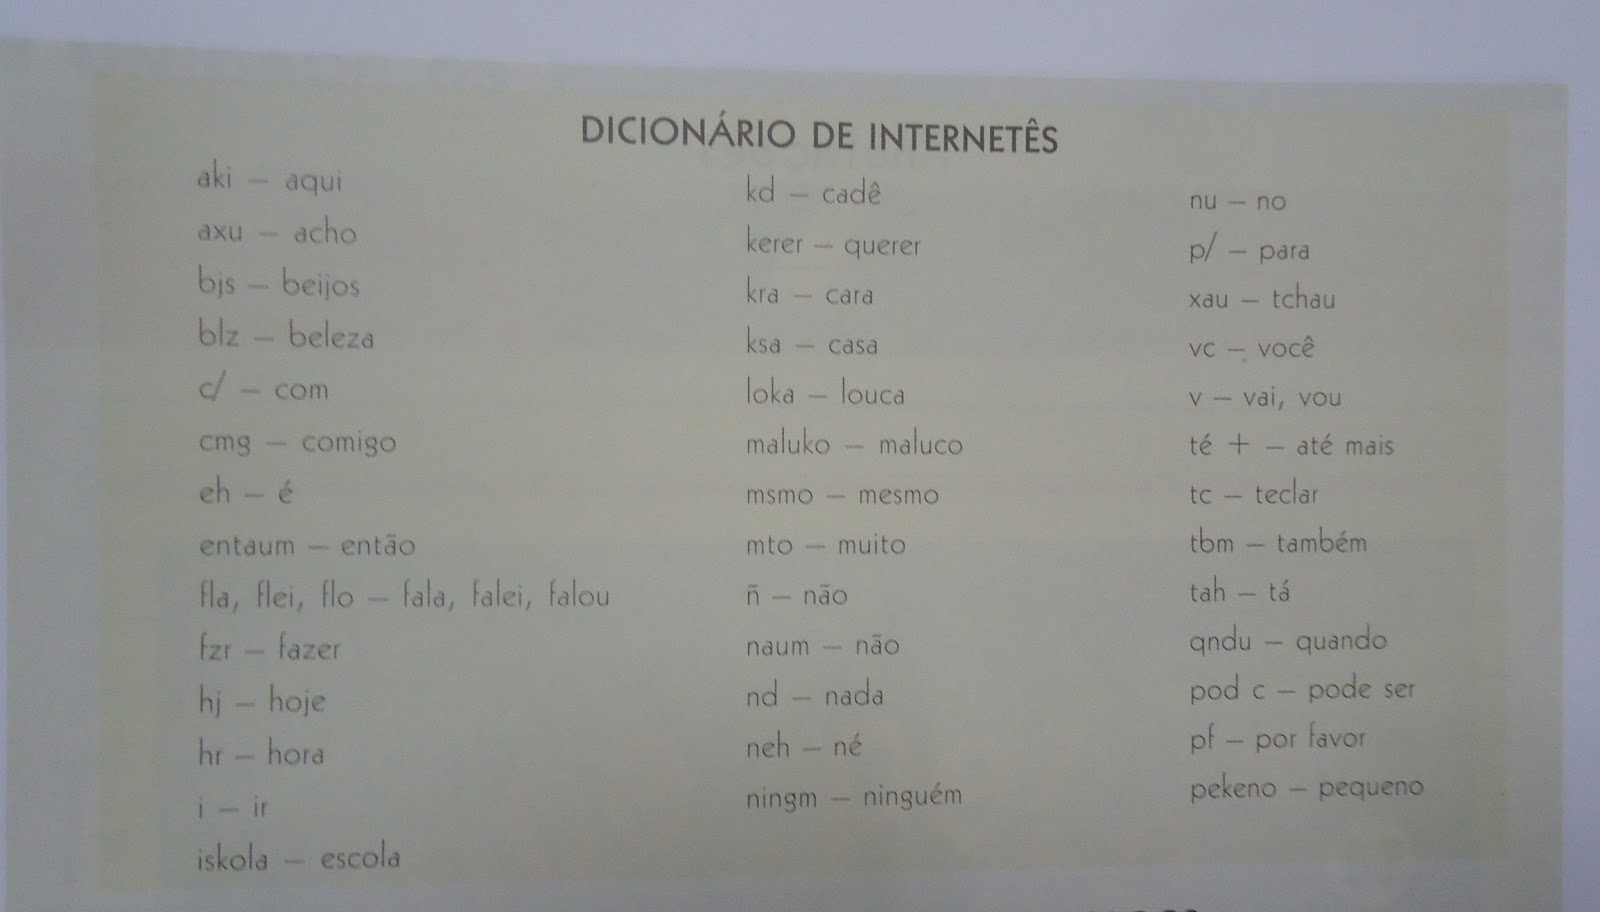 DICIONÁRIO DE INTERNETÊS
aki – aqui
axu – acho
bjs – beijos
blz – beleza
c/ – com
cmg – comigo
eh – é
entaum – então
fla, flei, flo – fala, falei, falou
fzr – fazer
hj – hoje
hr – hora
i – ir
iskola – escola
kd – cadê
kerer – querer
kra – cara
ksa – casa
loka – louca
maluko – maluco
msmo – mesmo
mto – muito
ñ – não
naum – não
nd – nada
neh – né
ningm – ninguém
nu – no
p/ – para
xau – tchau
vc – você
v – vai, vou
té + – até mais
tc – teclar
tbm – também
tah – tá
qndu – quando
pod c – pode ser
pf – por favor
pekeno – pequeno